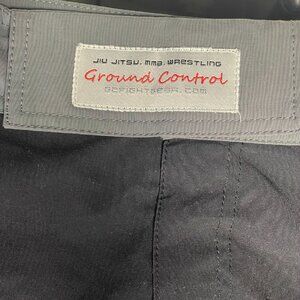 JIU JITSU. MMA. WRESTLING
Ground Control
GCFIGHTGEAR.COM